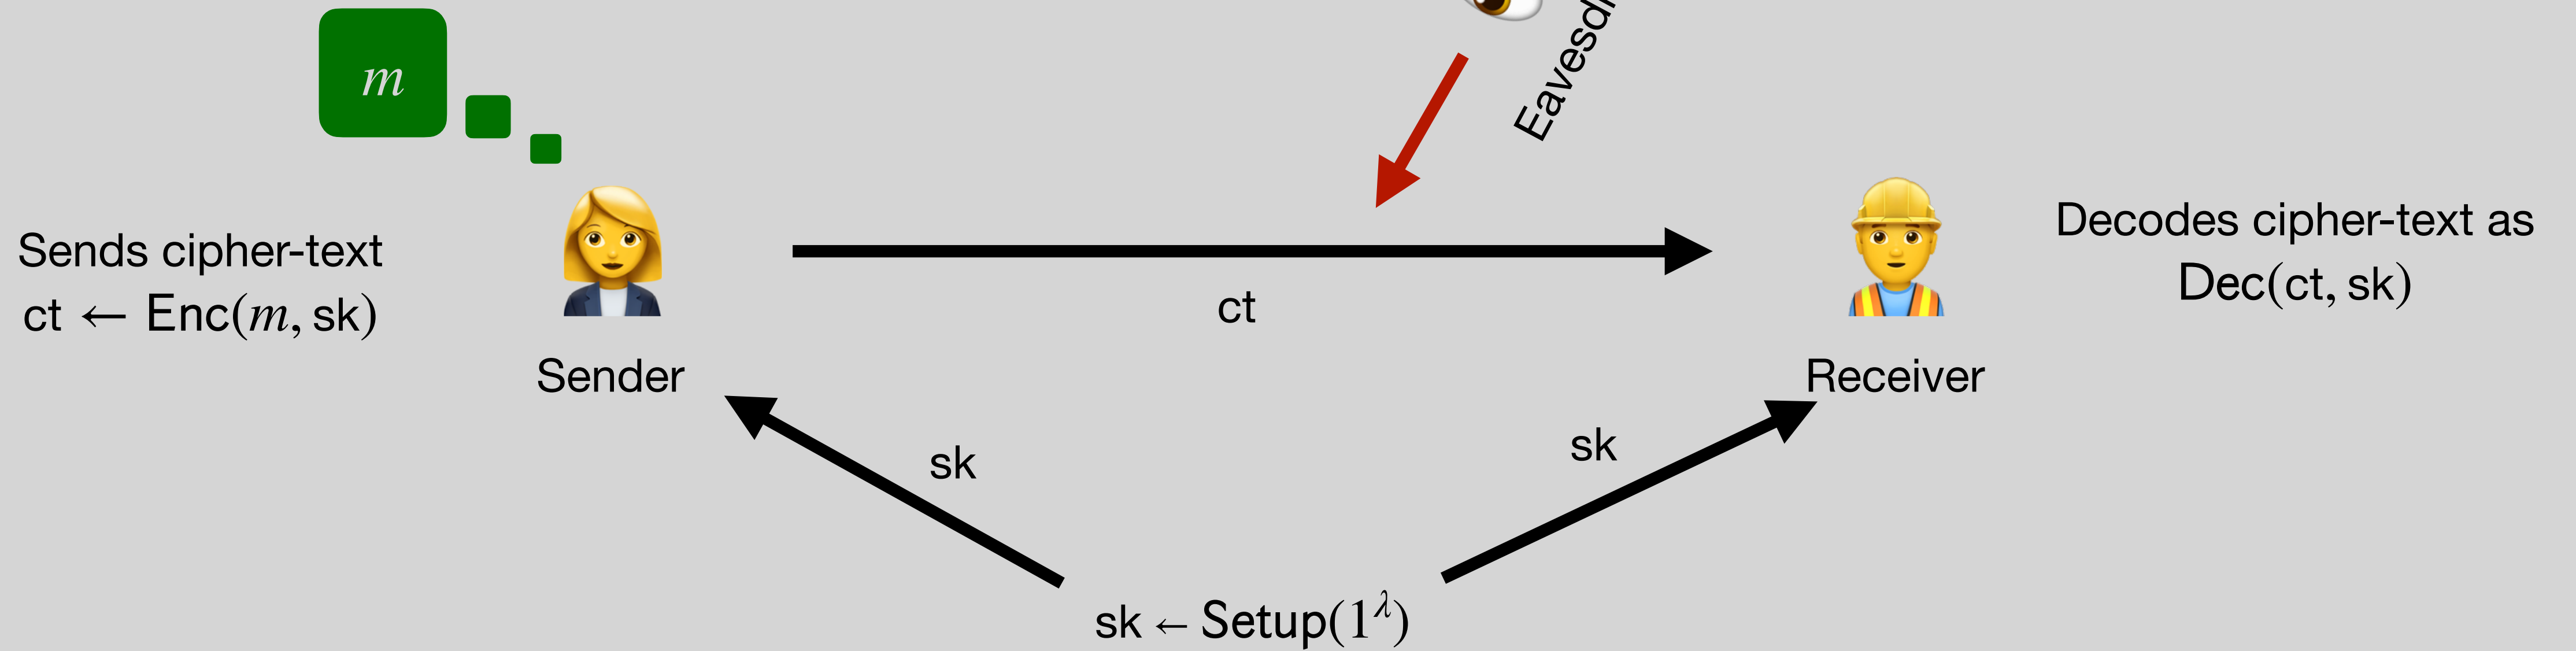 m
Sends cipher-text
ct ← Enc(m, sk)
Sender
ct
Receiver
Decodes cipher-text as
Dec(ct, sk)
sk
sk
sk ← Setup(1^λ)